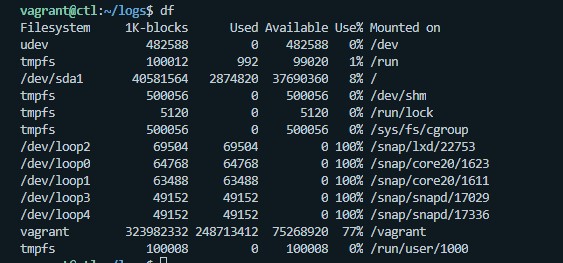 vagrant@ctl:~/logs$ df
Filesystem     1K-blocks      Used Available Use% Mounted on
udev              482588         0    482588   0% /dev
tmpfs             100012       992     99020   1% /run
/dev/sda1       40581564   2874820  37690360   8% /
tmpfs             500056         0    500056   0% /dev/shm
tmpfs               5120         0      5120   0% /run/lock
tmpfs             500056         0    500056   0% /sys/fs/cgroup
/dev/loop2         69504     69504         0 100% /snap/lxd/22753
/dev/loop0         64768     64768         0 100% /snap/core20/1623
/dev/loop1         63488     63488         0 100% /snap/core20/1611
/dev/loop3         49152     49152         0 100% /snap/snapd/17029
/dev/loop4         49152     49152         0 100% /snap/snapd/17336
vagrant        323982332 248713412  75268920  77% /vagrant
tmpfs             100008         0    100008   0% /run/user/1000